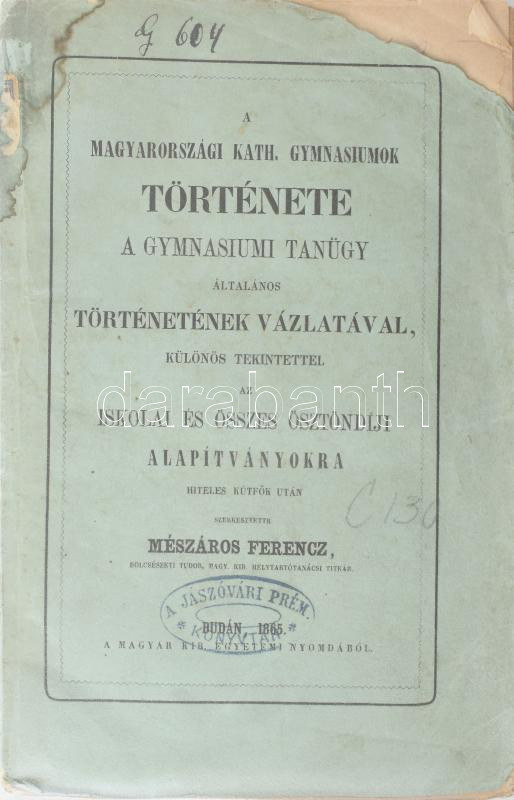 G 604
A
MAGYARORSZÁGI KATH. GYMNASIUMOK
TÖRTÉNETE
A GYMNASIUMI TANÜGY
ÁLTALÁNOS
TÖRTÉNETÉNEK VÁZLATÁVAL,
KÜLÖNÖS TEKINTETTEL
AZ
darabanth
ISKOLAI ÉS ÖSSZES ÖSZTÖNDÍJI
ALAPÍTVÁNYOKRA
HITELES KÚTFŐK UTÁN
C 130
SZERKESZTETTE
MÉSZÁROS FERENCZ,
BÖLCSÉSZETI TUDOR, MAGY. KIR. HELYTARTÓTANÁCSI TITKÁR.
A JÁSZÓVÁRI PRÉM.
* KÖNYVTÁR *
BUDÁN, 1865.
A MAGYAR KIR. EGYETEMI NYOMDÁBÓL.